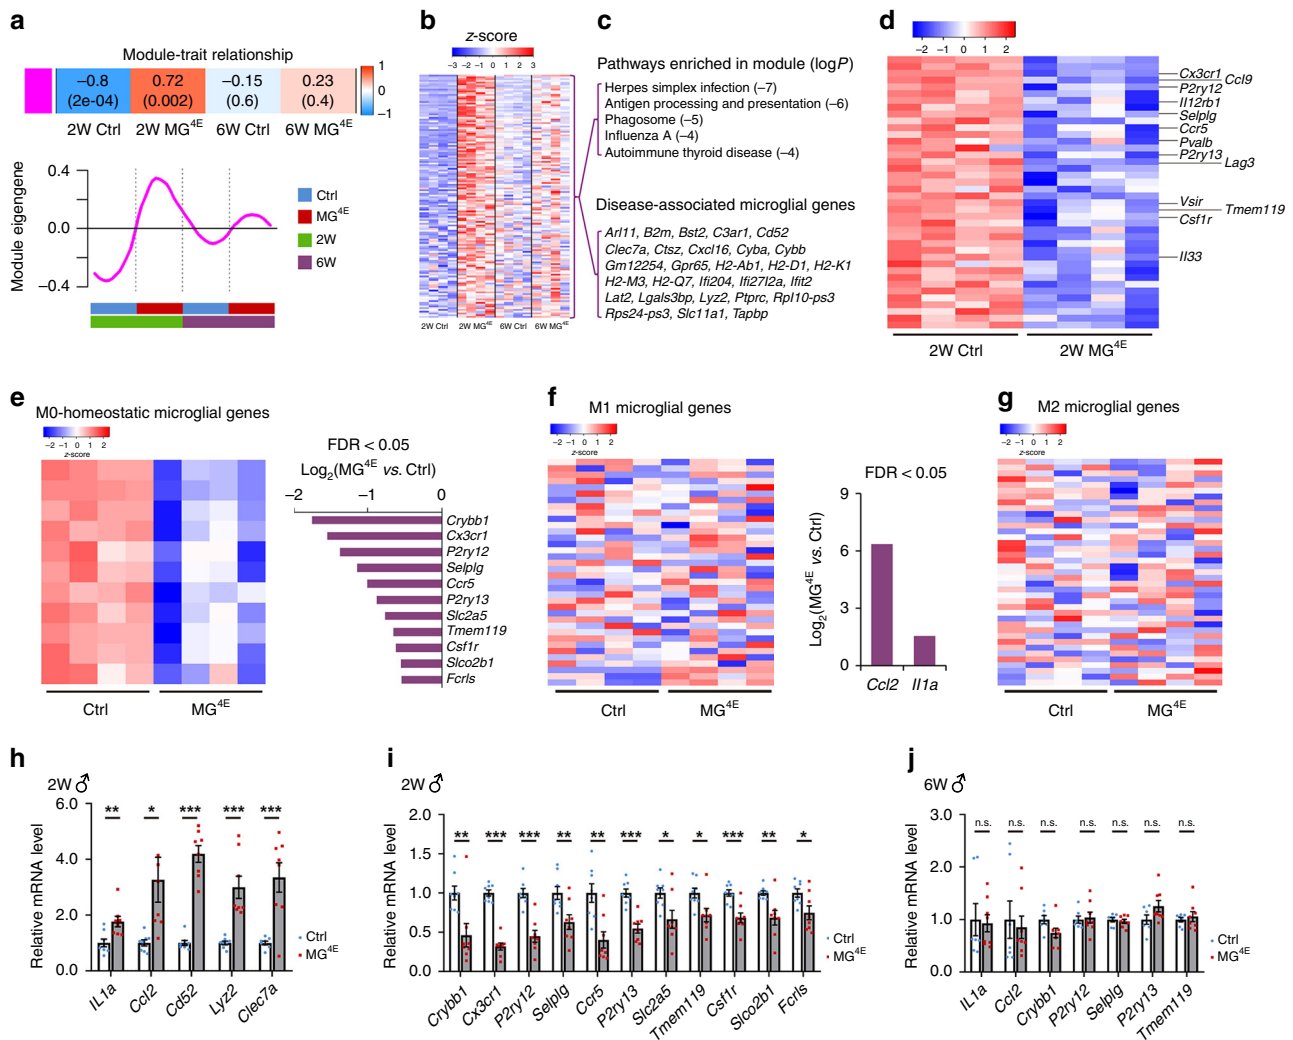 a
Module-trait relationship
−0.8 0.72 −0.15 0.23
(2e-04) (0.002) (0.6) (0.4)
1
0
−1
2W Ctrl 2W MG4E 6W Ctrl 6W MG4E
Module eigengene
0.4
0.0
−0.4
Ctrl
MG4E
2W
6W
b
z-score
−3 −2 −1 0 1 2 3
2W Ctrl 2W MG4E 6W Ctrl 6W MG4E
c
Pathways enriched in module (logP)
Herpes simplex infection (−7)
Antigen processing and presentation (−6)
Phagosome (−5)
Influenza A (−4)
Autoimmune thyroid disease (−4)
Disease-associated microglial genes
Arl11, B2m, Bst2, C3ar1, Cd52
Clec7a, Ctsz, Cxcl16, Cyba, Cybb
Gm12254, Gpr65, H2-Ab1, H2-D1, H2-K1
H2-M3, H2-Q7, Ifi204, Ifi27l2a, Ifit2
Lat2, Lgals3bp, Lyz2, Ptprc, Rpl10-ps3
Rps24-ps3, Slc11a1, Tapbp
d
−2 −1 0 1 2
Cx3cr1
Ccl9
P2ry12
Il12rb1
Selplg
Ccr5
Pvalb
P2ry13
Lag3
Vsir
Tmem119
Csf1r
Il33
2W Ctrl 2W MG4E
e
M0-homeostatic microglial genes
−2 −1 0 1 2
z-score
Ctrl MG4E
FDR < 0.05
Log2(MG4E vs. Ctrl)
−2 −1 0
Crybb1
Cx3cr1
P2ry12
Selplg
Ccr5
P2ry13
Slc2a5
Tmem119
Csf1r
Slco2b1
Fcrls
f
M1 microglial genes
−2 −1 0 1 2
z-score
Ctrl MG4E
FDR < 0.05
Log2(MG4E vs. Ctrl)
9
6
3
0
Ccl2 Il1a
g
M2 microglial genes
−2 −1 0 1 2
z-score
Ctrl MG4E
h
2W ♂
Relative mRNA level
6.0
4.0
2.0
0.0
** * *** *** ***
IL1a Ccl2 Cd52 Lyz2 Clec7a
Ctrl
MG4E
i
2W ♂
Relative mRNA level
2.0
1.5
1.0
0.5
0.0
** *** *** ** ** *** * * *** ** *
Crybb1 Cx3cr1 P2ry12 Selplg Ccr5 P2ry13 Slc2a5 Tmem119 Csf1r Slco2b1 Fcrls
Ctrl
MG4E
j
6W ♂
Relative mRNA level
3.0
2.0
1.0
0.0
n.s. n.s. n.s. n.s. n.s. n.s. n.s.
IL1a Ccl2 Crybb1 P2ry12 Selplg P2ry13 Tmem119
Ctrl
MG4E